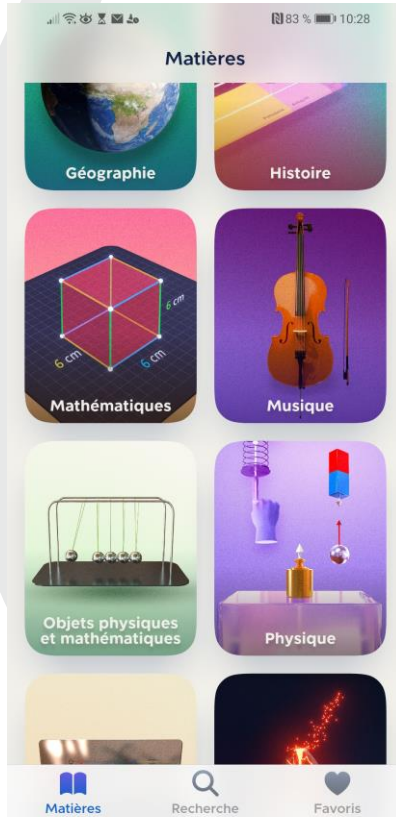 83 % 10:28
Matières
Géographie
Histoire
6 cm
6 cm
6 cm
Mathématiques
Musique
Objets physiques
et mathématiques
Physique
Matières
Recherche
Favoris